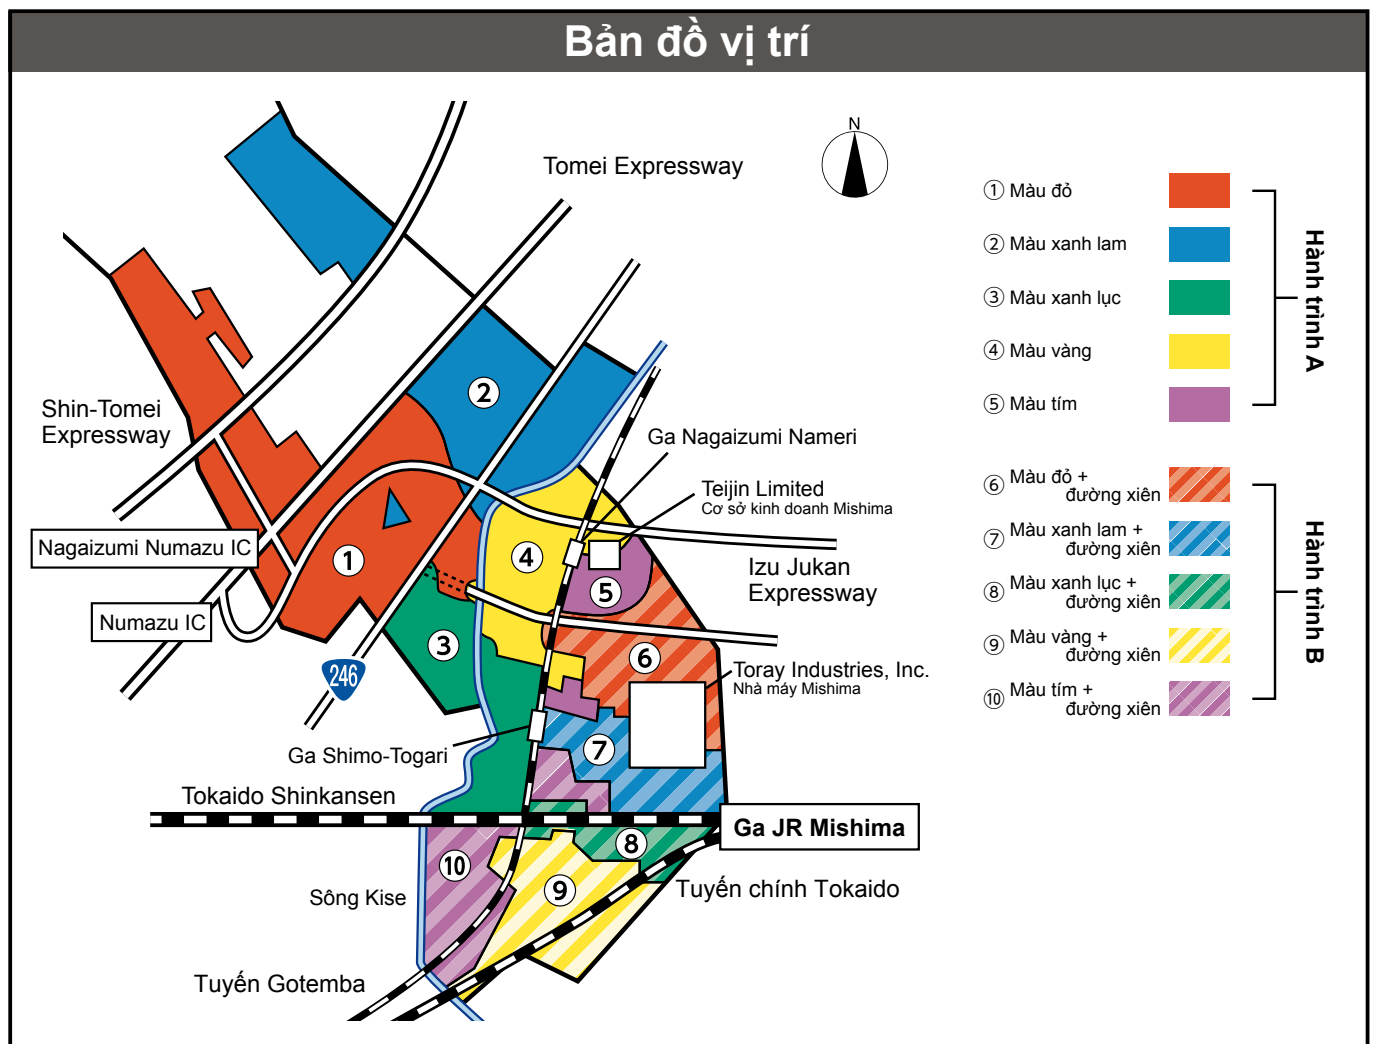 Bản đồ vị trí
N
Tomei Expressway
① Màu đỏ
② Màu xanh lam
③ Màu xanh lục
④ Màu vàng
⑤ Màu tím
Hành trình A
⑥ Màu đỏ +
đường xiên
⑦ Màu xanh lam +
đường xiên
⑧ Màu xanh lục +
đường xiên
⑨ Màu vàng +
đường xiên
⑩ Màu tím +
đường xiên
Hành trình B
②
Shin-Tomei
Expressway
Ga Nagaizumi Nameri
Teijin Limited
Cơ sở kinh doanh Mishima
Nagaizumi Numazu IC
①
④
Izu Jukan
Expressway
⑤
Numazu IC
③
⑥
246
Toray Industries, Inc.
Nhà máy Mishima
Ga Shimo-Togari
⑦
Tokaido Shinkansen
Ga JR Mishima
⑧
⑩
⑨
Tuyến chính Tokaido
Sông Kise
Tuyến Gotemba